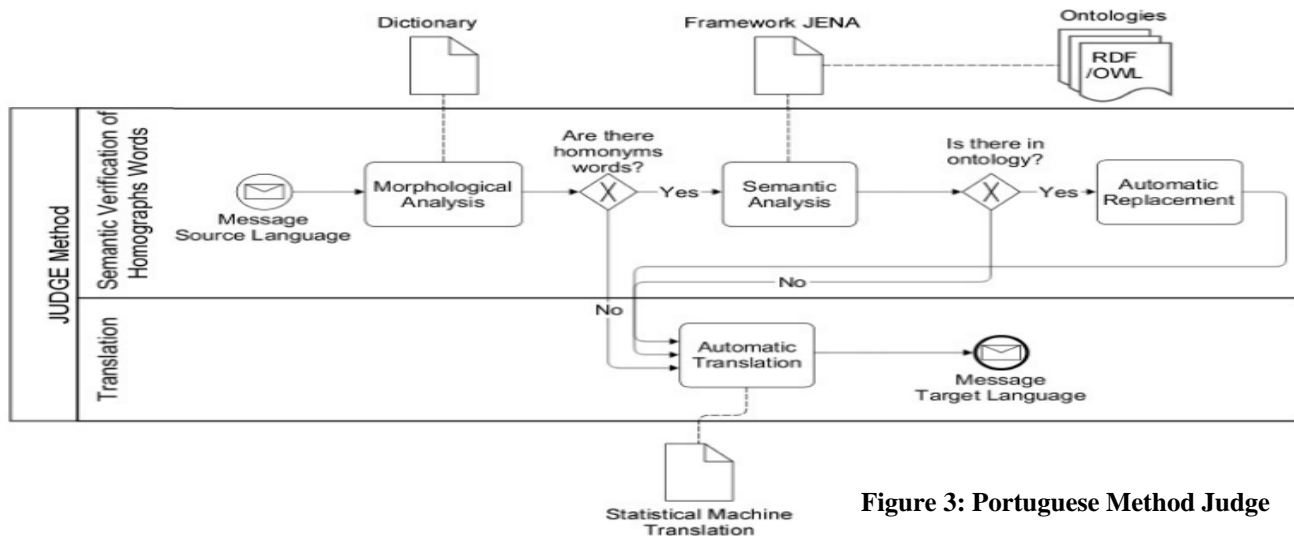 Dictionary
Framework JENA
Ontologies
RDF
/OWL
JUDGE Method
Semantic Verification of
Homographs Words
Message
Source Language
Morphological
Analysis
Are there
homonyms
words?
Yes
Semantic
Analysis
Is there in
ontology?
Yes
Automatic
Replacement
No
No
Translation
Automatic
Translation
Message
Target Language
Statistical Machine
Translation
Figure 3: Portuguese Method Judge